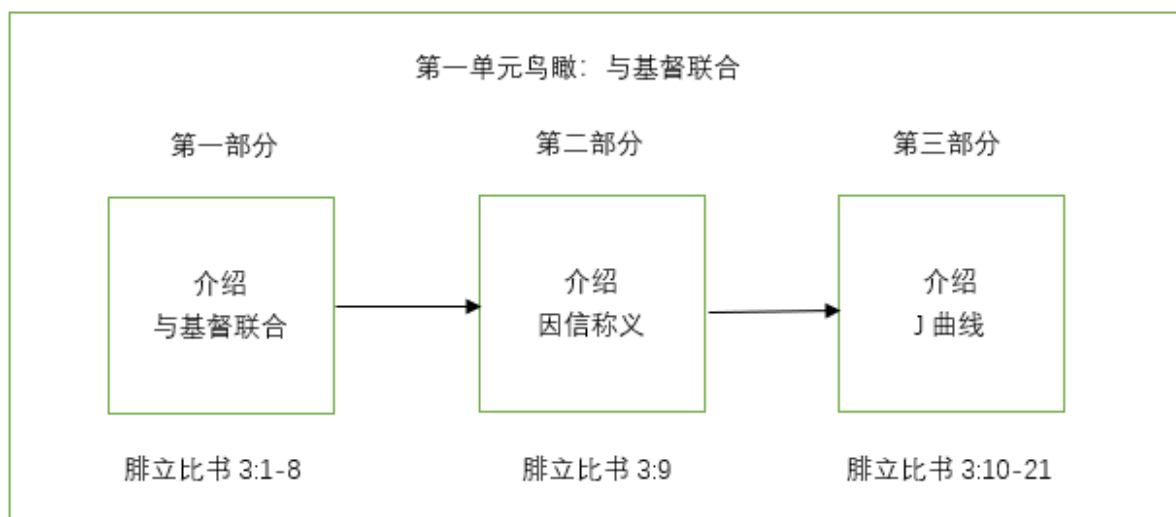 第一单元鸟瞰：与基督联合
第一部分
第二部分
第三部分
介绍
与基督联合
介绍
因信称义
介绍
J 曲线
腓立比书 3:1-8
腓立比书 3:9
腓立比书 3:10-21